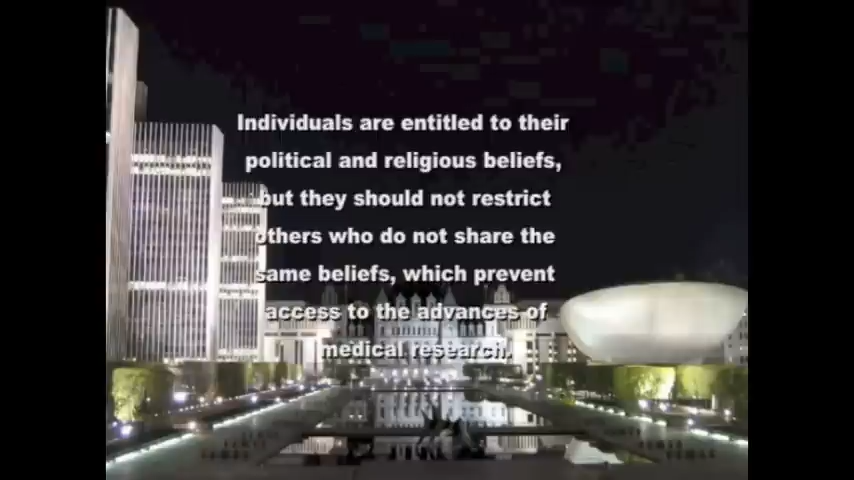 Individuals are entitled to their
political and religious beliefs,
but they should not restrict
others who do not share the
same beliefs, which prevent
access to the advances of
medical research.